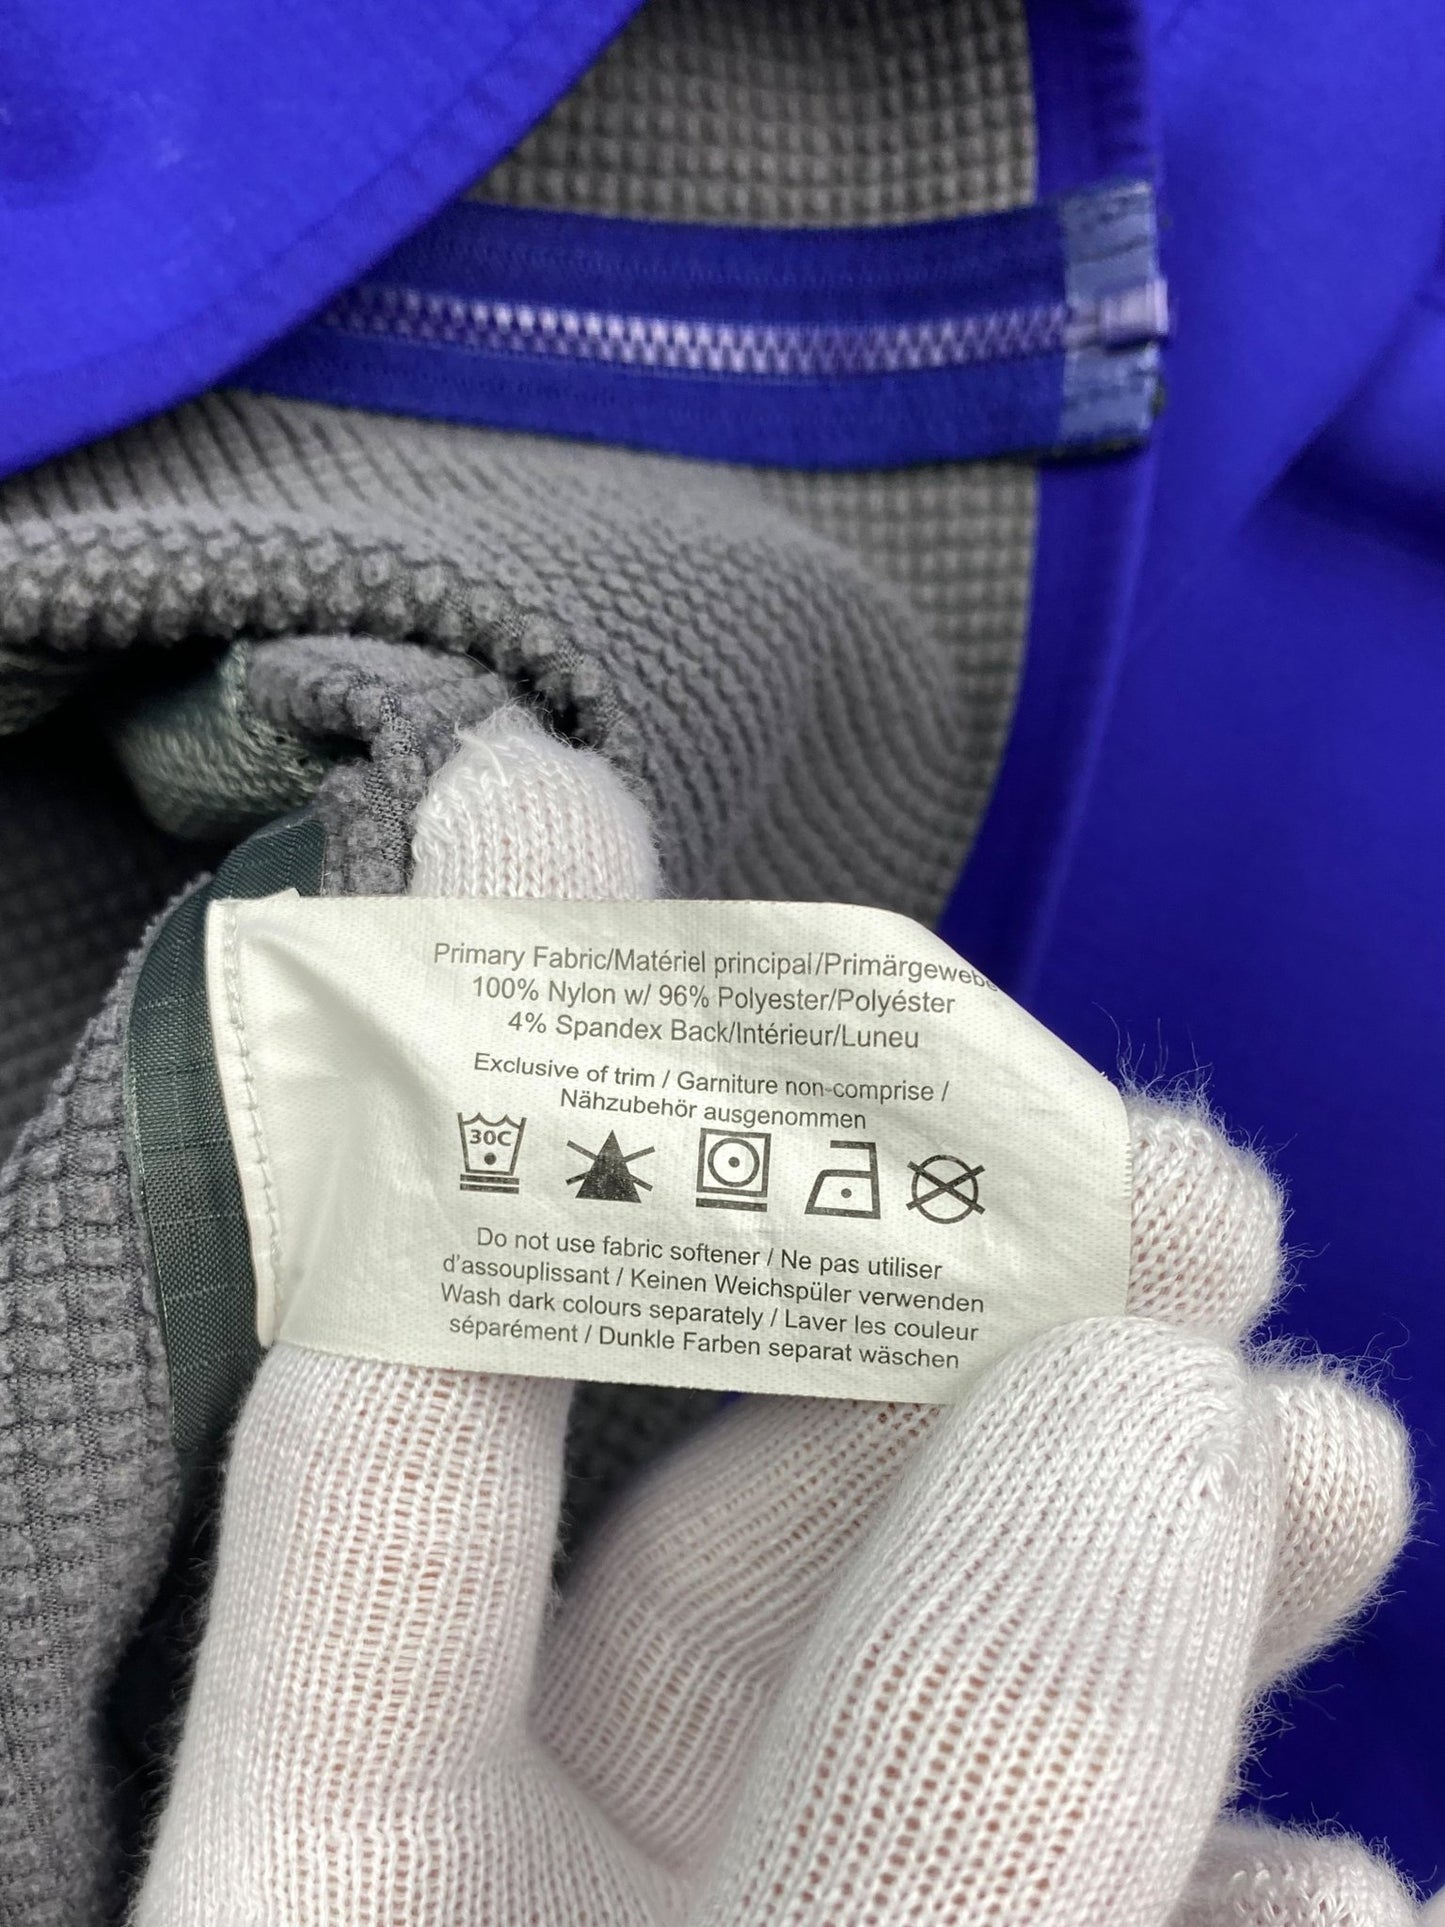 Primary Fabric/Matériel principal/Primärgewebe
100% Nylon w/ 96% Polyester/Polyéster
4% Spandex Back/Intérieur/Luneu
Exclusive of trim / Garniture non-comprise /
Nähzubehör ausgenommen
30C
Do not use fabric softener / Ne pas utiliser
d'assouplissant / Keinen Weichspüler verwenden
Wash dark colours separately / Laver les couleur
séparément / Dunkle Farben separat wäschen